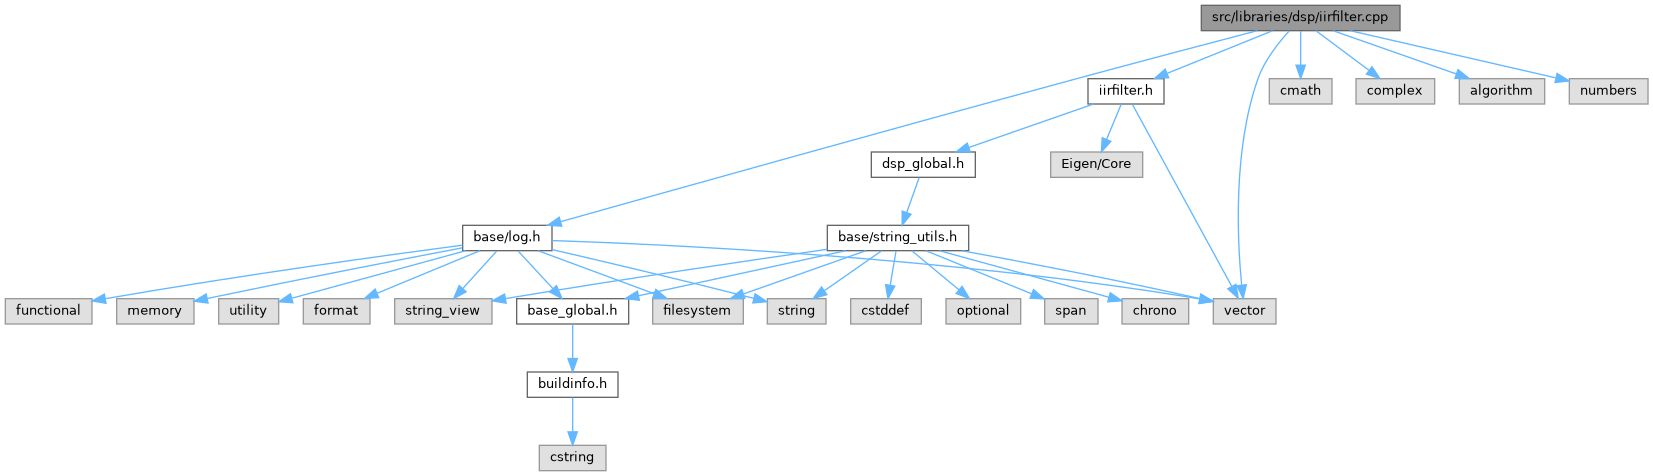 src/libraries/dsp/iirfilter.cpp
iirfilter.h
cmath
complex
algorithm
numbers
dsp_global.h
Eigen/Core
base/log.h
base/string_utils.h
functional
memory
utility
format
string_view
base_global.h
filesystem
string
cstddef
optional
span
chrono
vector
buildinfo.h
cstring